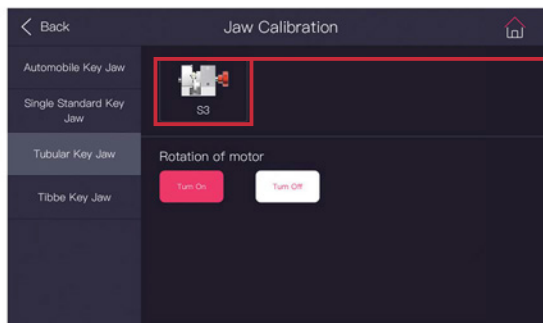 Back
Jaw Calibration
Automobile Key Jaw
Single Standard Key
Jaw
Tubular Key Jaw
Tibbe Key Jaw
S3
Rotation of motor
Turn On
Turn Off